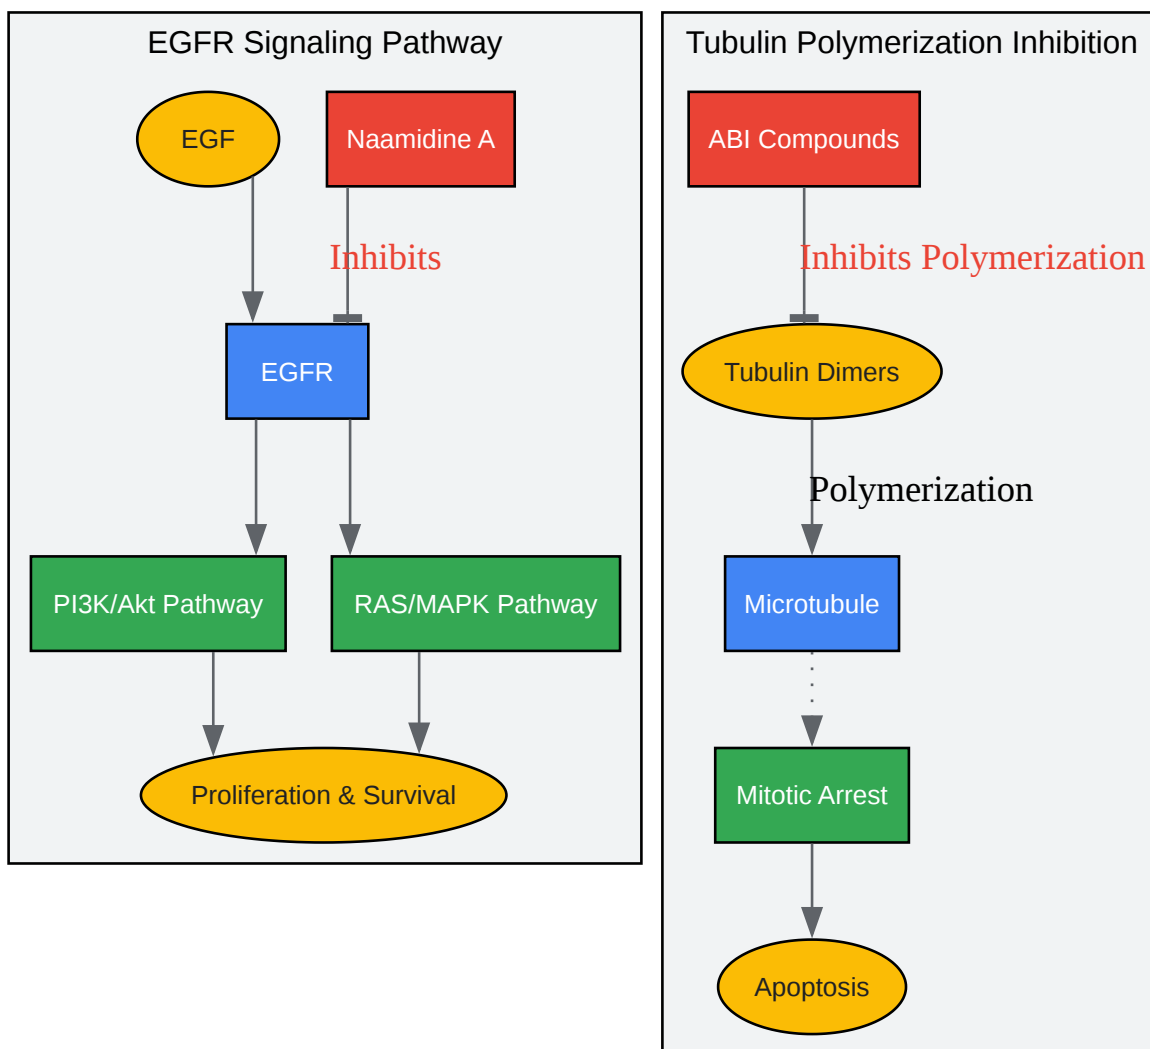 EGFR Signaling Pathway
EGF
Naamidine A
Inhibits
EGFR
PI3K/Akt Pathway
RAS/MAPK Pathway
Proliferation & Survival
Tubulin Polymerization Inhibition
ABI Compounds
Inhibits Polymerization
Tubulin Dimers
Polymerization
Microtubule
Mitotic Arrest
Apoptosis